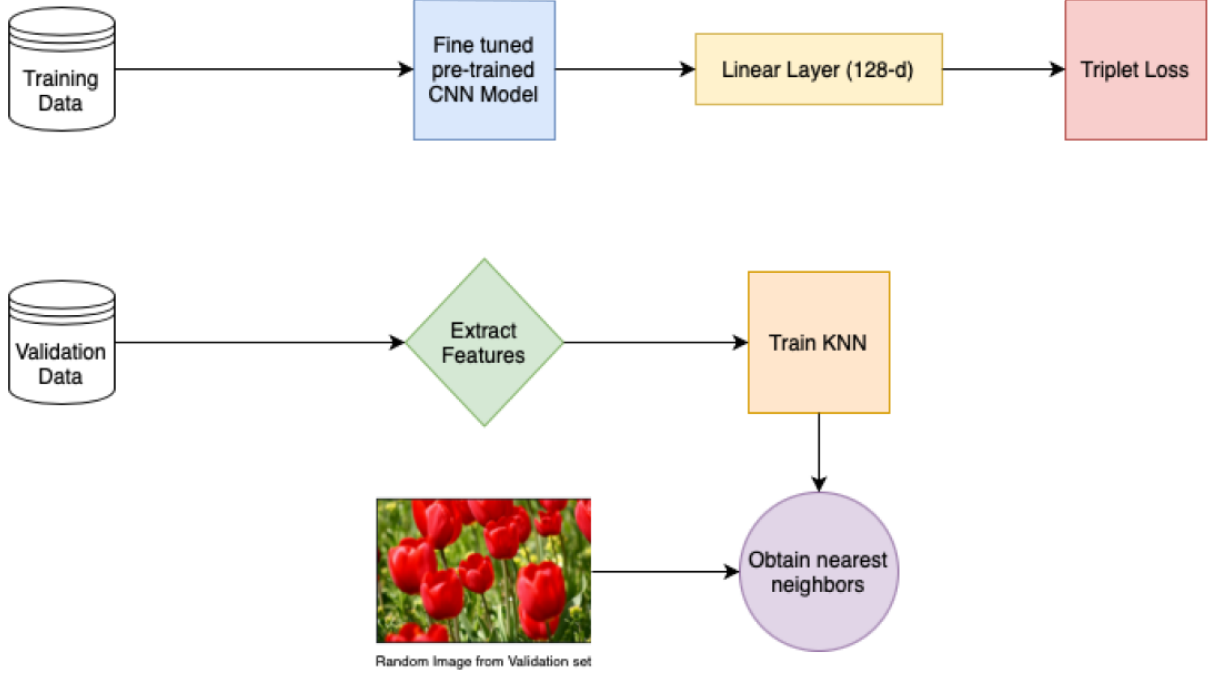 Training
Data
Fine tuned
pre-trained
CNN Model
Linear Layer (128-d)
Triplet Loss
Validation
Data
Extract
Features
Train KNN
Obtain nearest
neighbors
Random Image from Validation set